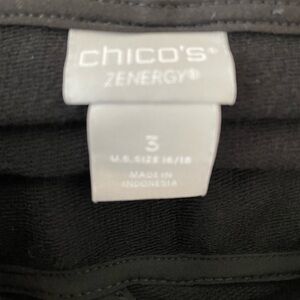 chico's®
ZENERGY®
3
U.S. SIZE 16/18
MADE IN
INDONESIA